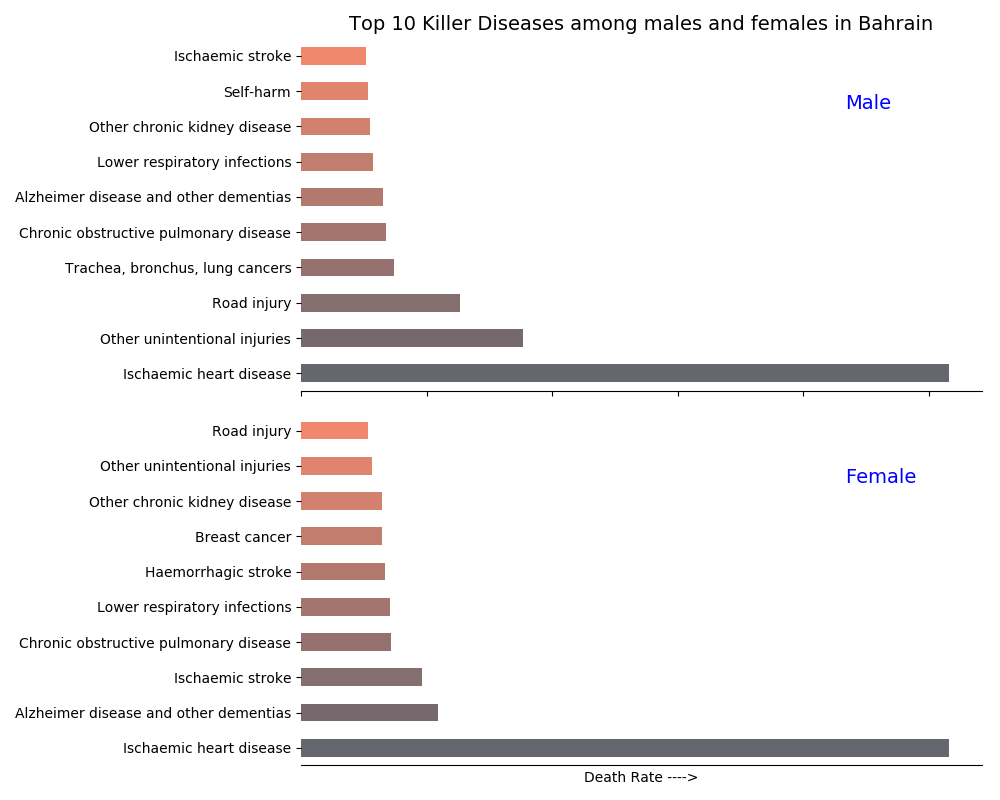 Top 10 Killer Diseases among males and females in Bahrain
Ischaemic stroke
Self-harm
Male
Other chronic kidney disease
Lower respiratory infections
Alzheimer disease and other dementias
Chronic obstructive pulmonary disease
Trachea, bronchus, lung cancers
Road injury
Other unintentional injuries
Ischaemic heart disease
Road injury
Other unintentional injuries
Female
Other chronic kidney disease
Breast cancer
Haemorrhagic stroke
Lower respiratory infections
Chronic obstructive pulmonary disease
Ischaemic stroke
Alzheimer disease and other dementias
Ischaemic heart disease
Death Rate ---->